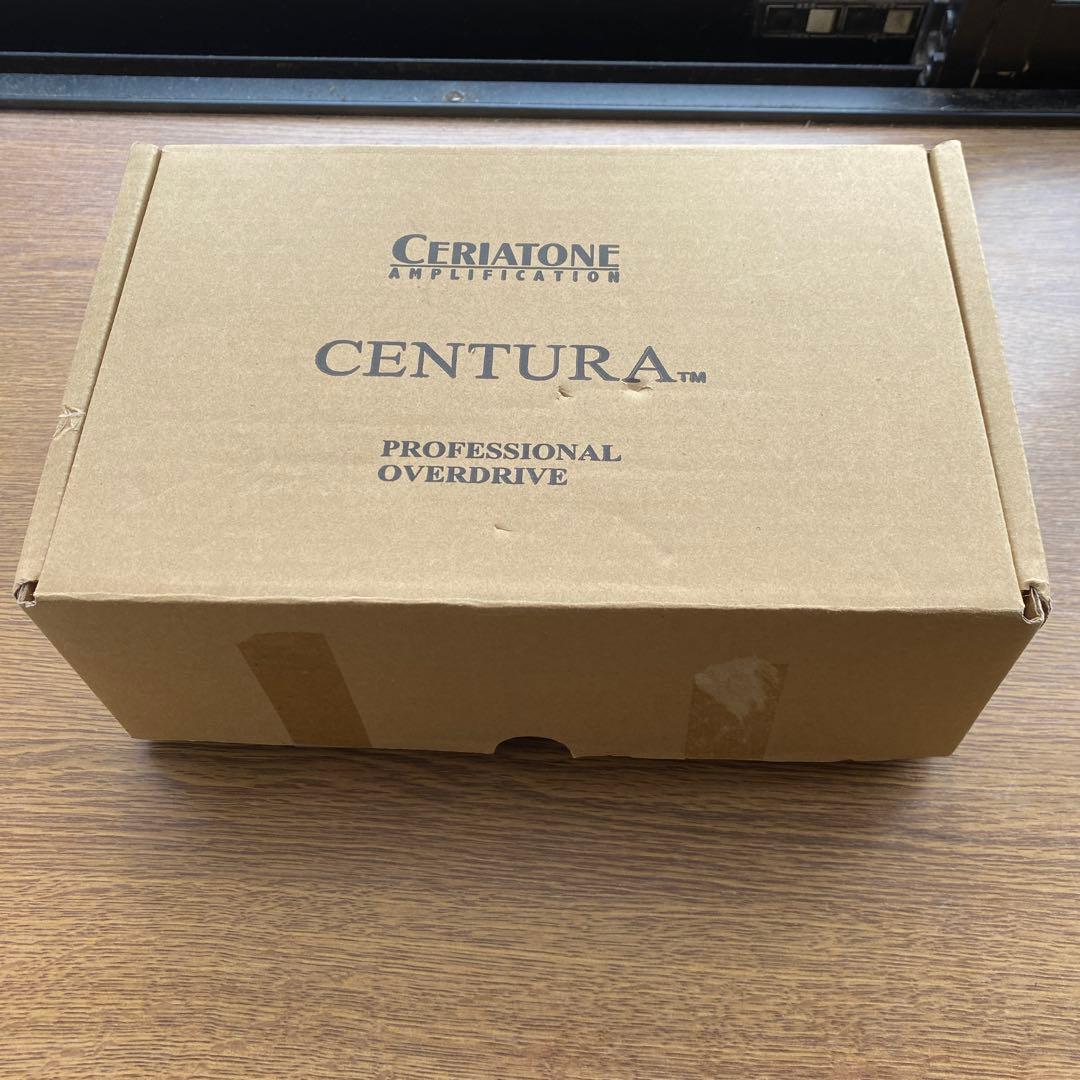 CERIATONE
AMPLIFICATION
CENTURA™
PROFESSIONAL
OVERDRIVE